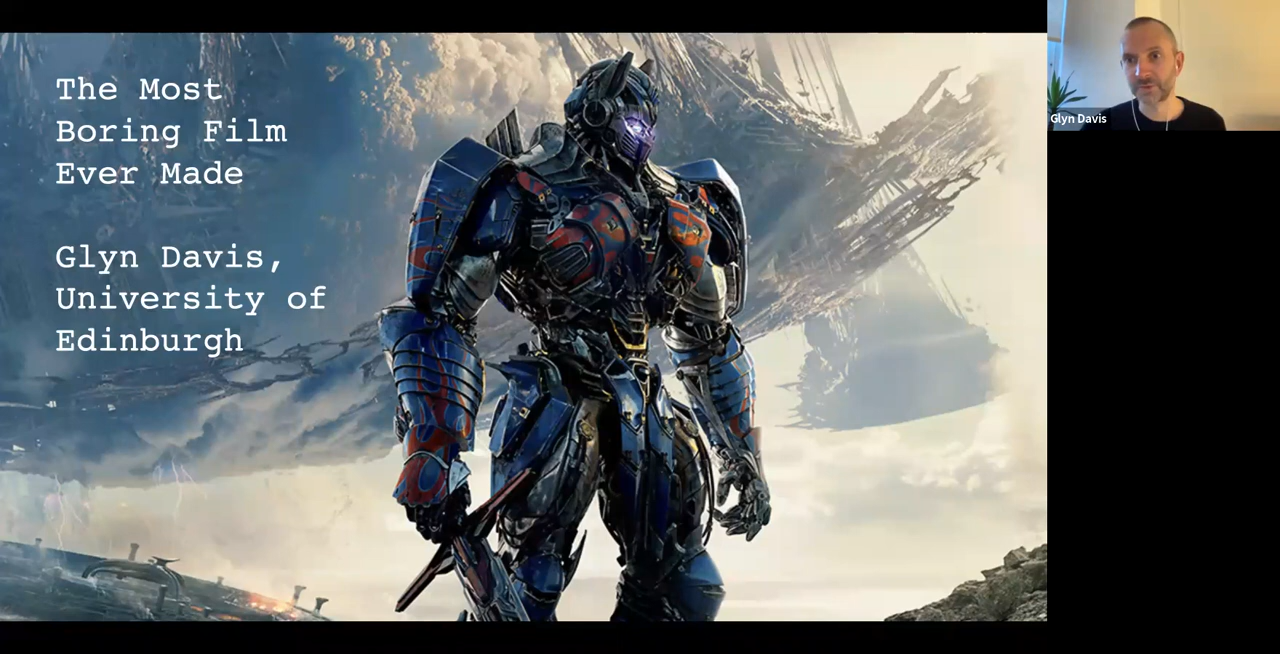 The Most
Boring Film
Ever Made
Glyn Davis,
University of
Edinburgh
Glyn Davis